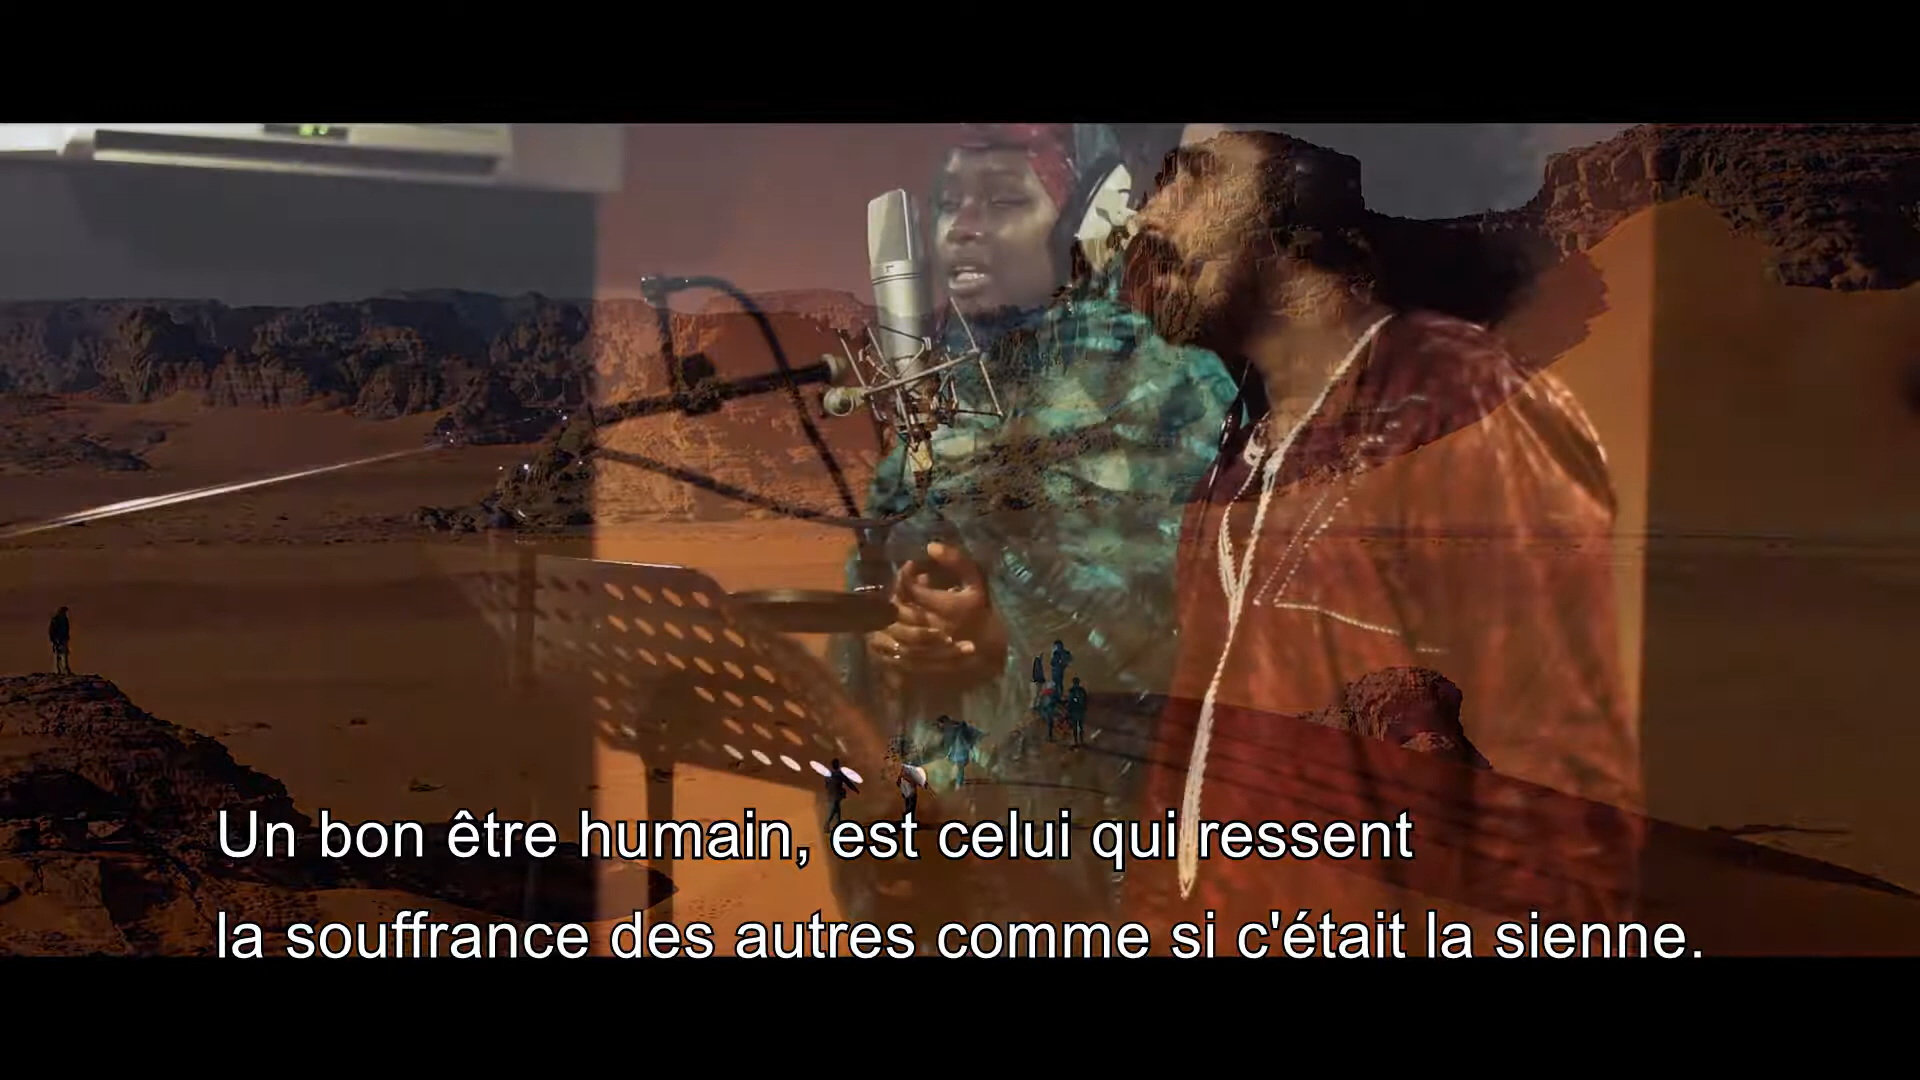 Un bon être humain, est celui qui ressent
la souffrance des autres comme si c'était la sienne.